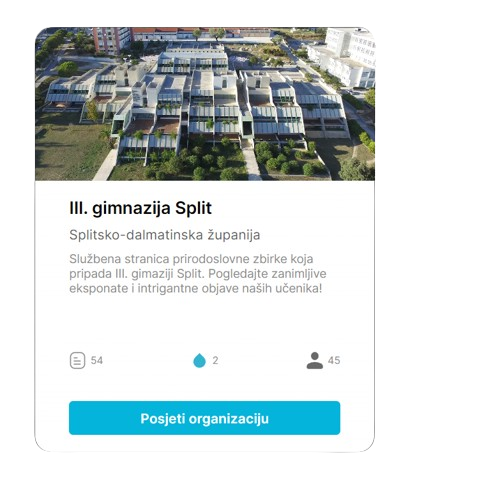 III. gimnazija Split
Splitsko-dalmatinska županija
Službena stranica prirodoslovne zbirke koja
pripada III. gimaziji Split. Pogledajte zanimljive
eksponate i intrigantne objave naših učenika!
54 2 45
Posjeti organizaciju